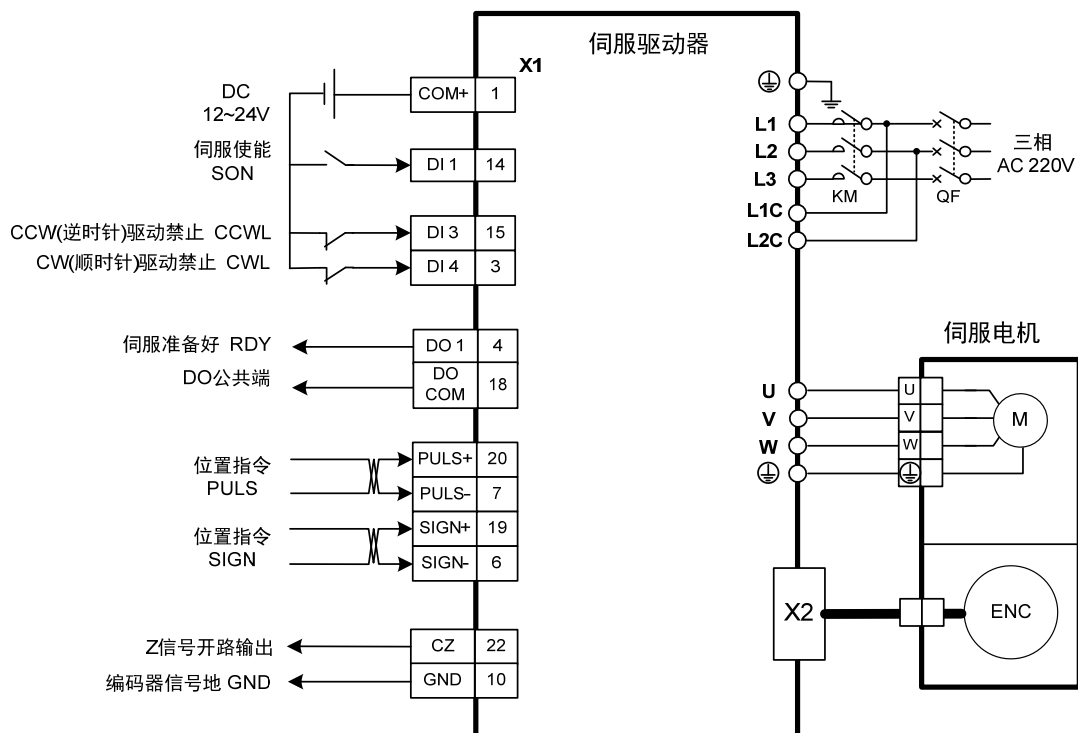 伺服驱动器
X1
DC
12~24V
COM+ 1
伺服使能
SON
DI 1 14
CCW(逆时针)驱动禁止 CCWL
DI 3 15
CW(顺时针)驱动禁止 CWL
DI 4 3
伺服准备好 RDY
DO 1 4
DO公共端
DO
COM
18
位置指令
PULS
PULS+ 20
PULS- 7
位置指令
SIGN
SIGN+ 19
SIGN- 6
Z信号开路输出
CZ 22
编码器信号地 GND
GND 10
L1
L2
L3
L1C
L2C
KM
QF
三相
AC 220V
伺服电机
U
V
W
U
V
W
M
X2
ENC